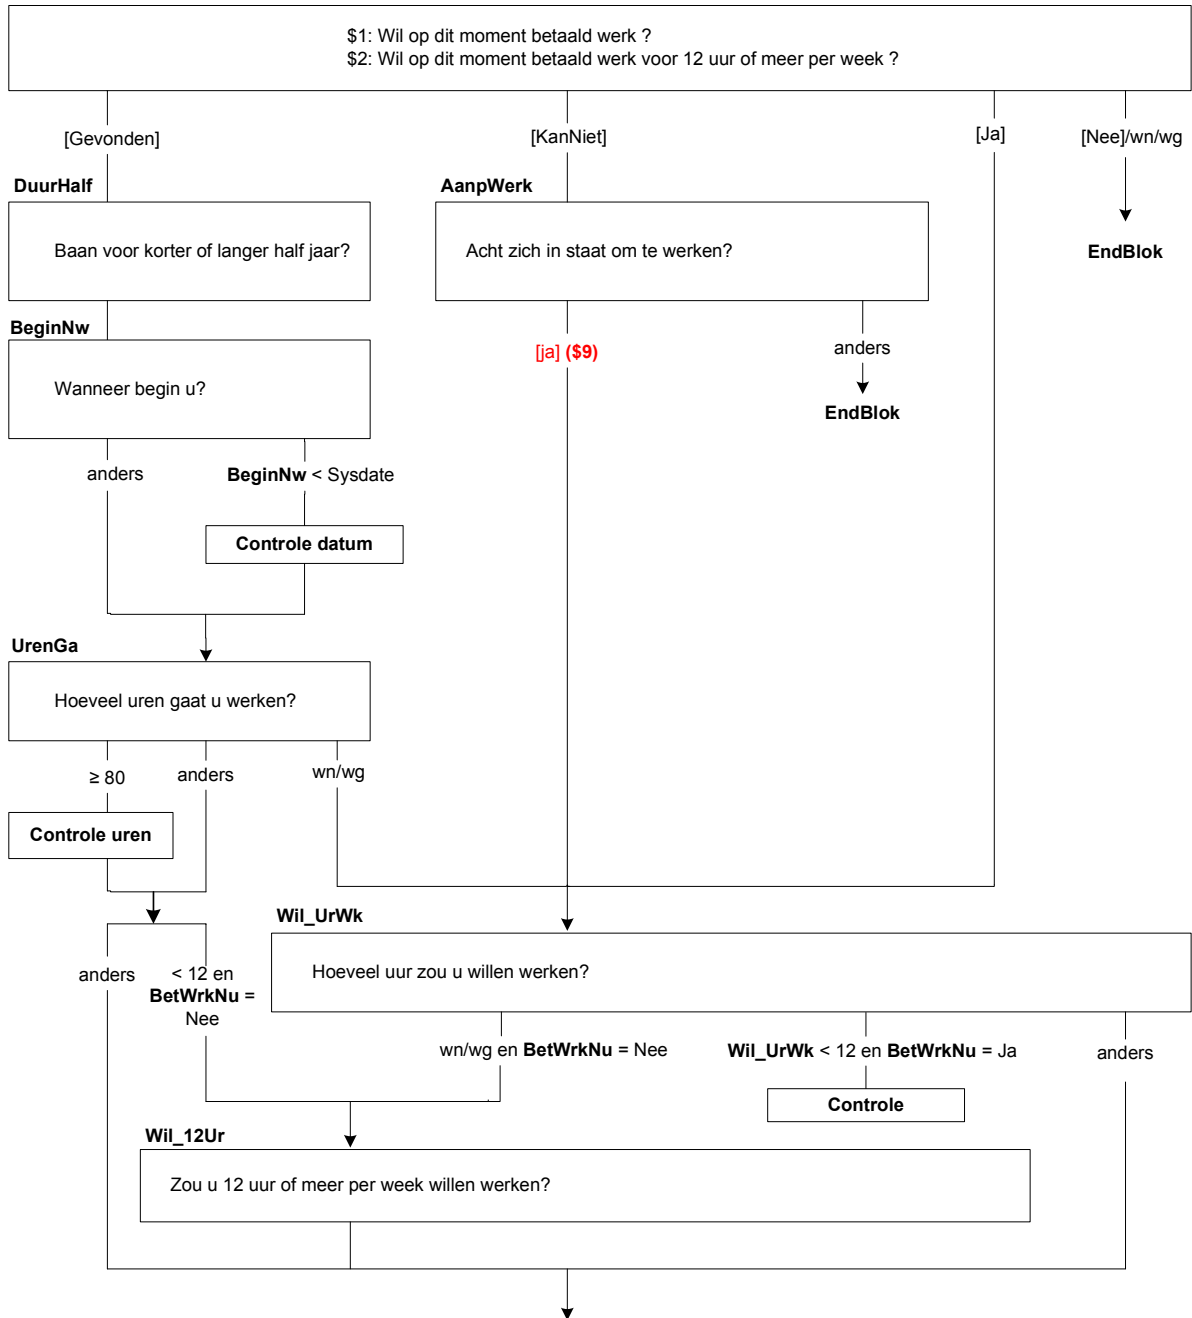 $1: Wil op dit moment betaald werk ?
$2: Wil op dit moment betaald werk voor 12 uur of meer per week ?
[Gevonden]
[KanNiet]
[Ja]
[Nee]/wn/wg
DuurHalf
AanpWerk
Baan voor korter of langer half jaar?
Acht zich in staat om te werken?
EndBlok
BeginNw
[ja] ($9)
anders
Wanneer begin u?
EndBlok
anders
BeginNw < Sysdate
Controle datum
UrenGa
Hoeveel uren gaat u werken?
≥ 80
anders
wn/wg
Controle uren
Wil_UrWk
anders
< 12 en
BetWrkNu =
Nee
Hoeveel uur zou u willen werken?
wn/wg en BetWrkNu = Nee
Wil_UrWk < 12 en BetWrkNu = Ja
anders
Controle
Wil_12Ur
Zou u 12 uur of meer per week willen werken?